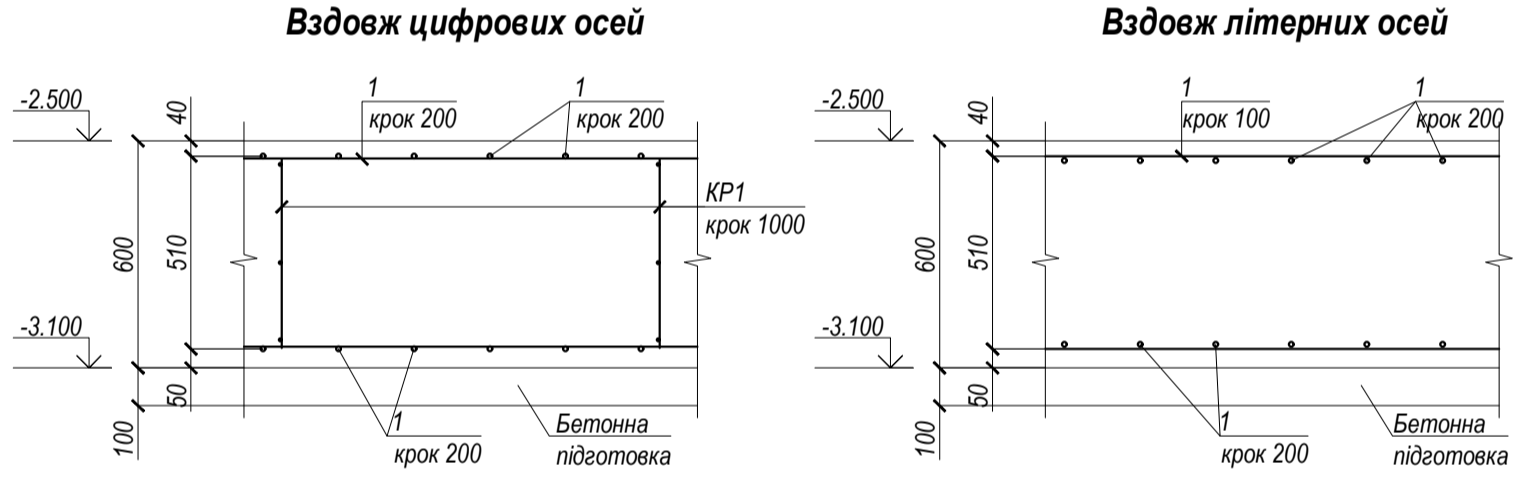 Вздовж цифрових осей
-2.500
40
1
крок 200
1
крок 200
КР1
крок 1000
600
510
-3.100
50
100
1
крок 200
Бетонна
підготовка
Вздовж літерних осей
-2.500
40
1
крок 100
1
крок 200
600
510
-3.100
50
100
1
крок 200
Бетонна
підготовка